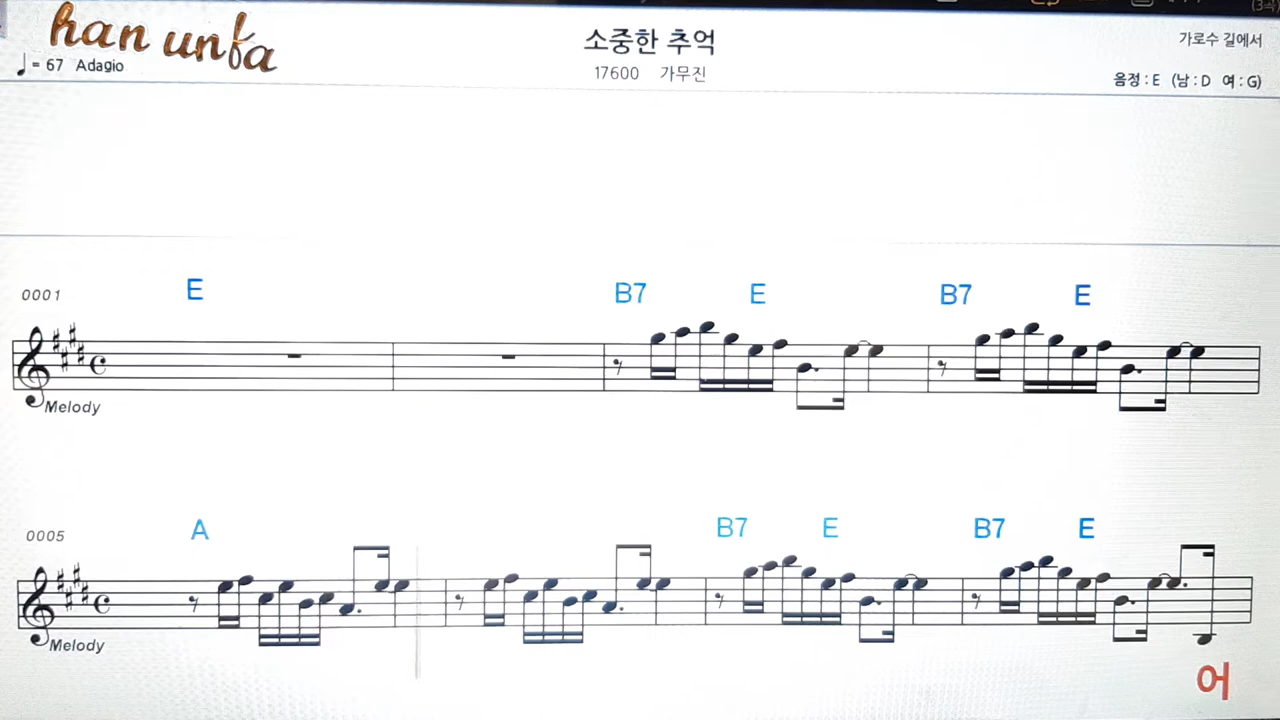 han unfa
소중한 추억
가로수 길에서
♩= 67 Adagio
17600 가무진
음정 : E (남 : D 여 : G)
0001 E B7 E B7 E
Melody
0005 A B7 E B7 E
Melody
어